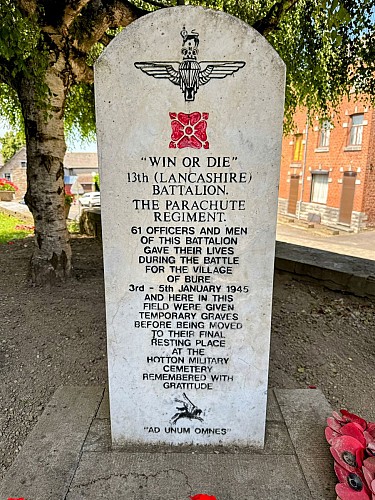 "WIN OR DIE"
13th (LANCASHIRE)
BATTALION.
THE PARACHUTE
REGIMENT.
61 OFFICERS AND MEN
OF THIS BATTALION
GAVE THEIR LIVES
DURING THE BATTLE
FOR THE VILLAGE
OF BURE
3rd - 5th JANUARY 1945
AND HERE IN THIS
FIELD WERE GIVEN
TEMPORARY GRAVES
BEFORE BEING MOVED
TO THEIR FINAL
RESTING PLACE
AT THE
HOTTON MILITARY
CEMETERY
REMEMBERED WITH
GRATITUDE
"AD UNUM OMNES"